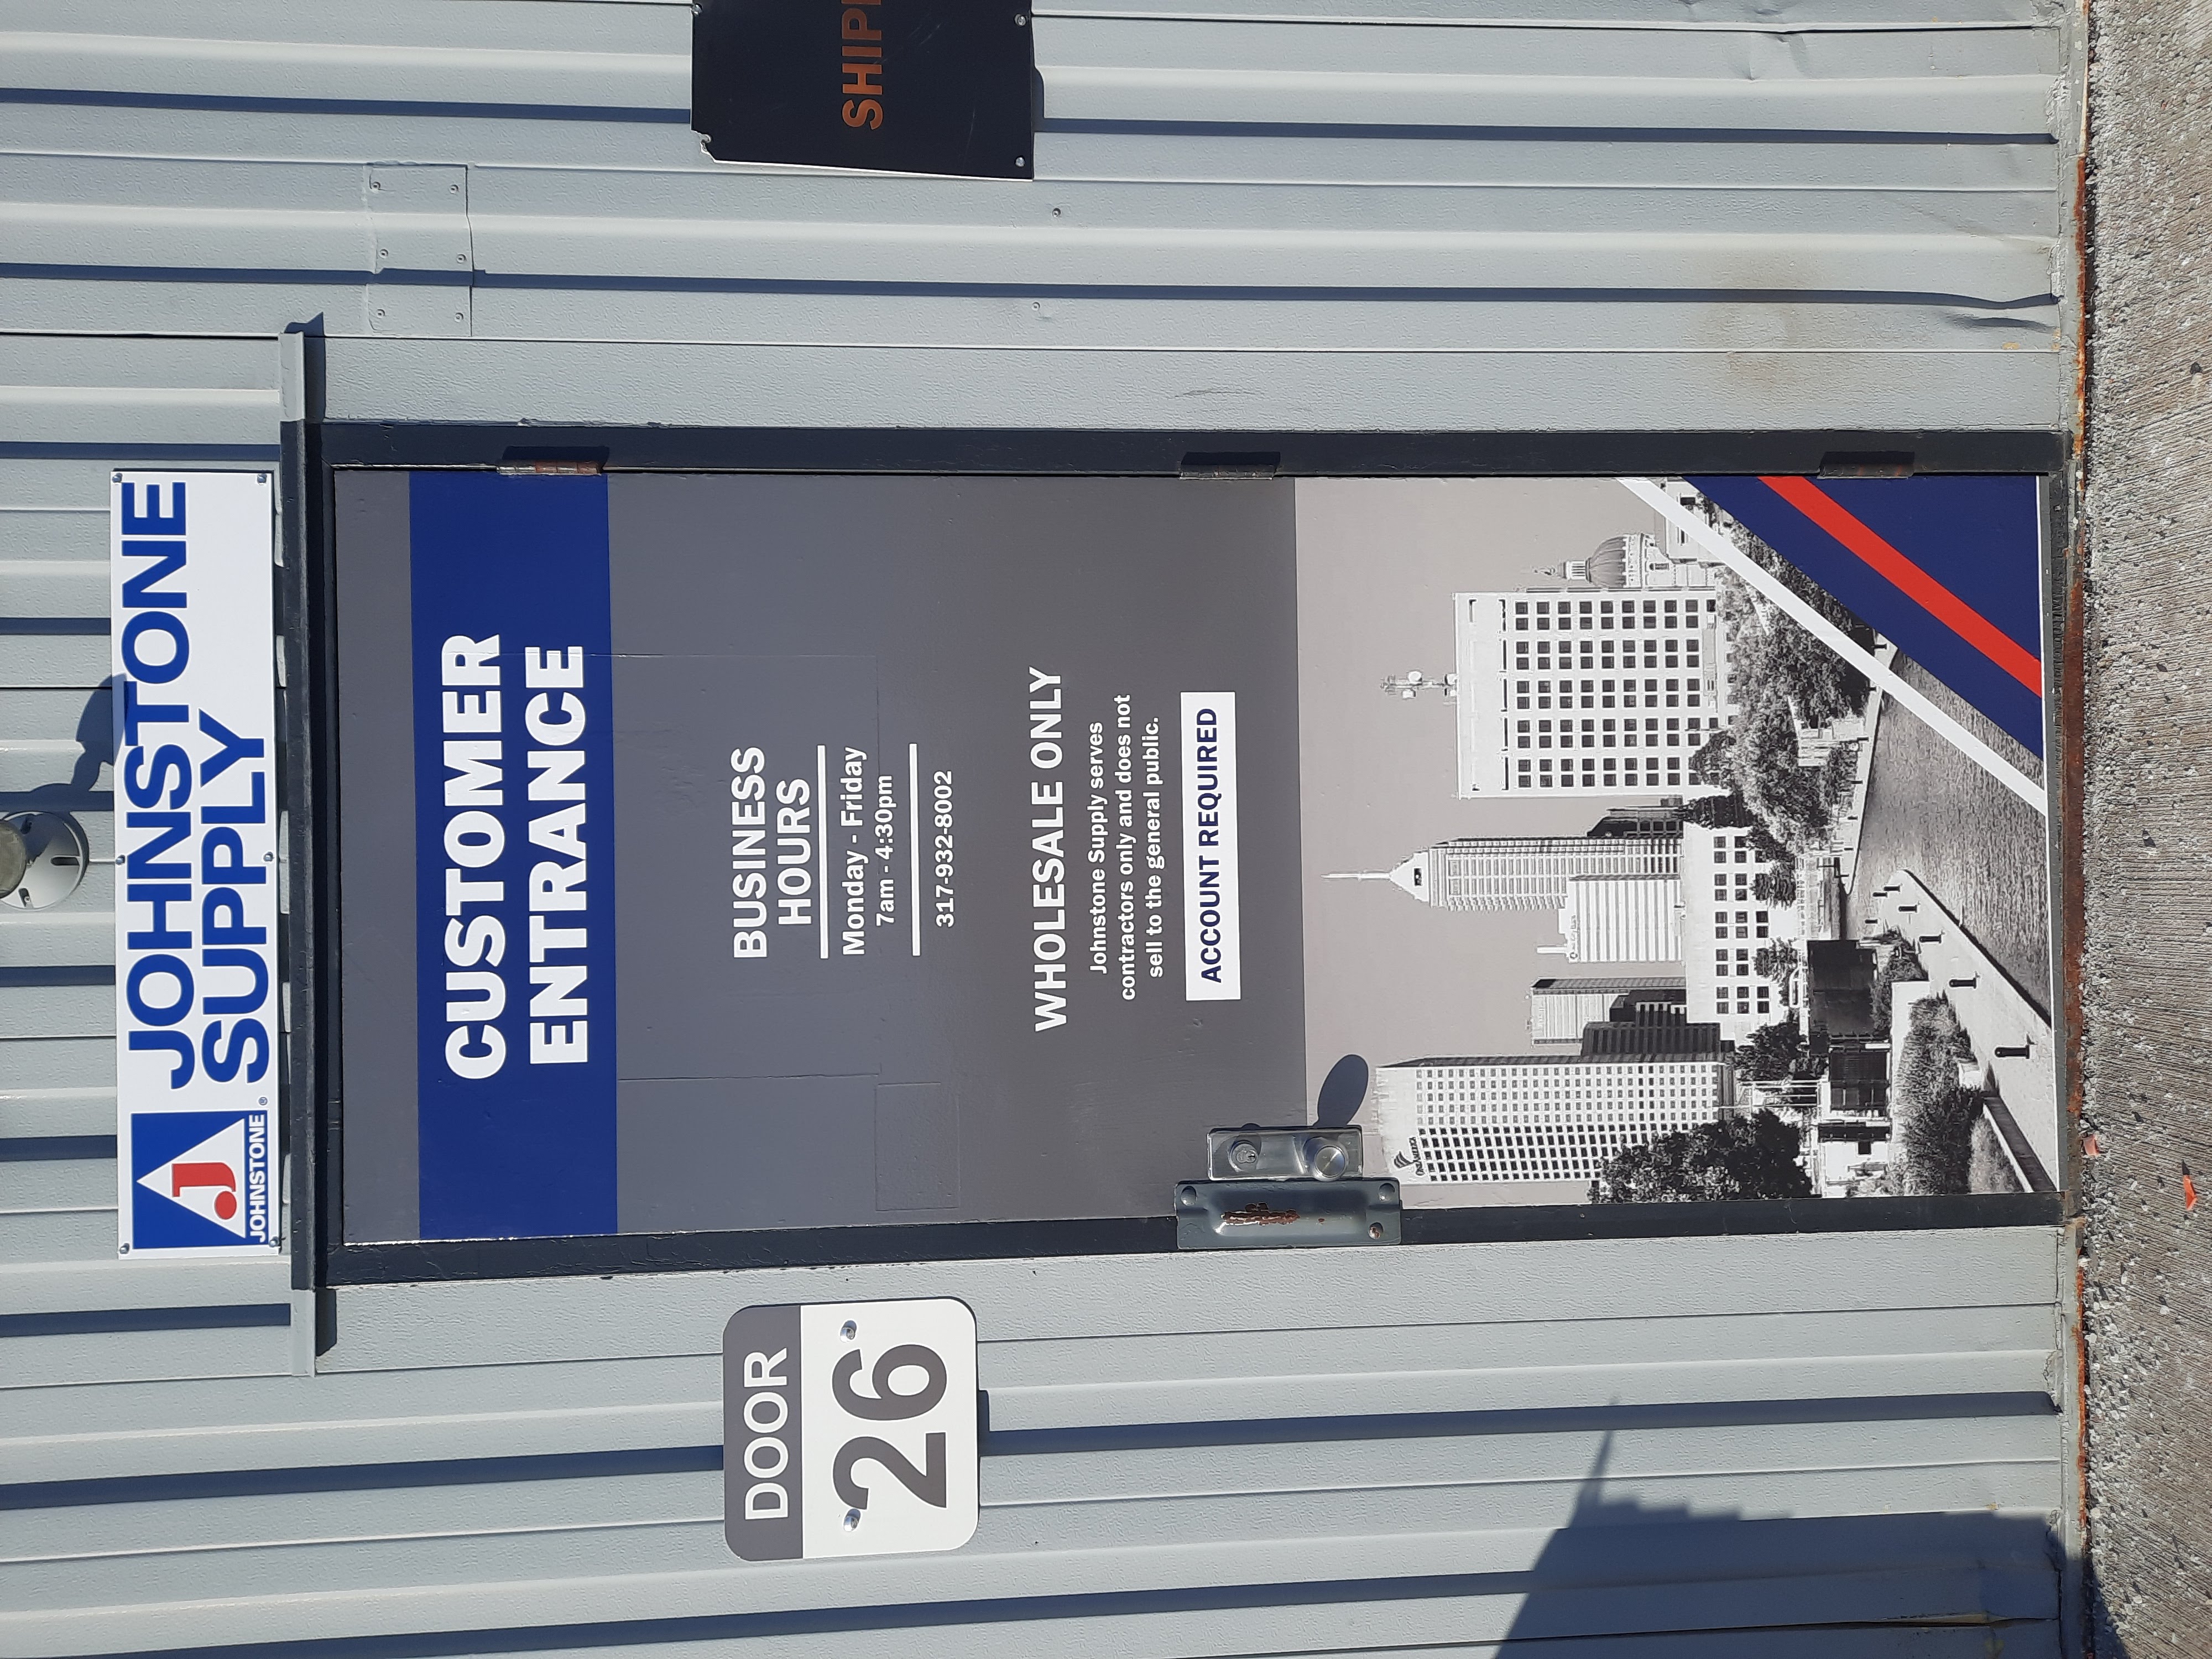 J
JOHNSTONE
®
JOHNSTONE
SUPPLY
CUSTOMER
ENTRANCE
BUSINESS
HOURS
Monday - Friday
7am - 4:30pm
317-932-8002
DOOR
26
WHOLESALE ONLY
Johnstone Supply serves
contractors only and does not
sell to the general public.
ACCOUNT REQUIRED
ONEAMERICA